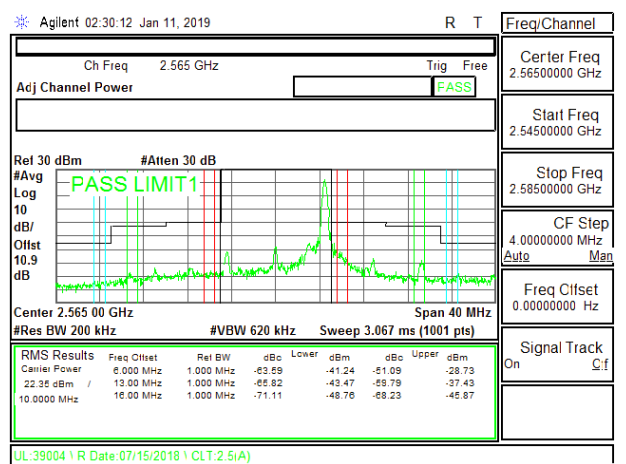 Agilent 02:30:12 Jan 11, 2019 R T
Freq/Channel
Ch Freq 2.565 GHz Trig Free
Adj Channel Power FASS
Center Freq
2.56500000 GHz
Start Freq
2.54500000 GHz
Stop Freq
2.58500000 GHz
CF Step
4.00000000 MHz
Auto Man
Freq Offset
0.00000000 Hz
Signal Track
On Off
Ref 30 dBm #Atten 30 dB
#Avg
Log
10
dB/
Offst
10.9
dB
PASS LIMIT1
Center 2.565 00 GHz Span 40 MHz
#Res BW 200 kHz #VBW 620 kHz Sweep 3.067 ms (1001 pts)
RMS Results Freq Offset Ref BW dBc Lower dBm dBc Upper dBm
Carrier Power 6.000 MHz 1.000 MHz -63.59 -41.24 -51.09 -28.73
22.35 dBm / 13.00 MHz 1.000 MHz -65.82 -43.47 -59.79 -37.43
10.0000 MHz 16.00 MHz 1.000 MHz -71.11 -48.76 -68.23 -45.87
UL:39004 \ R Date:07/15/2018 \ CLT:2.5(A)